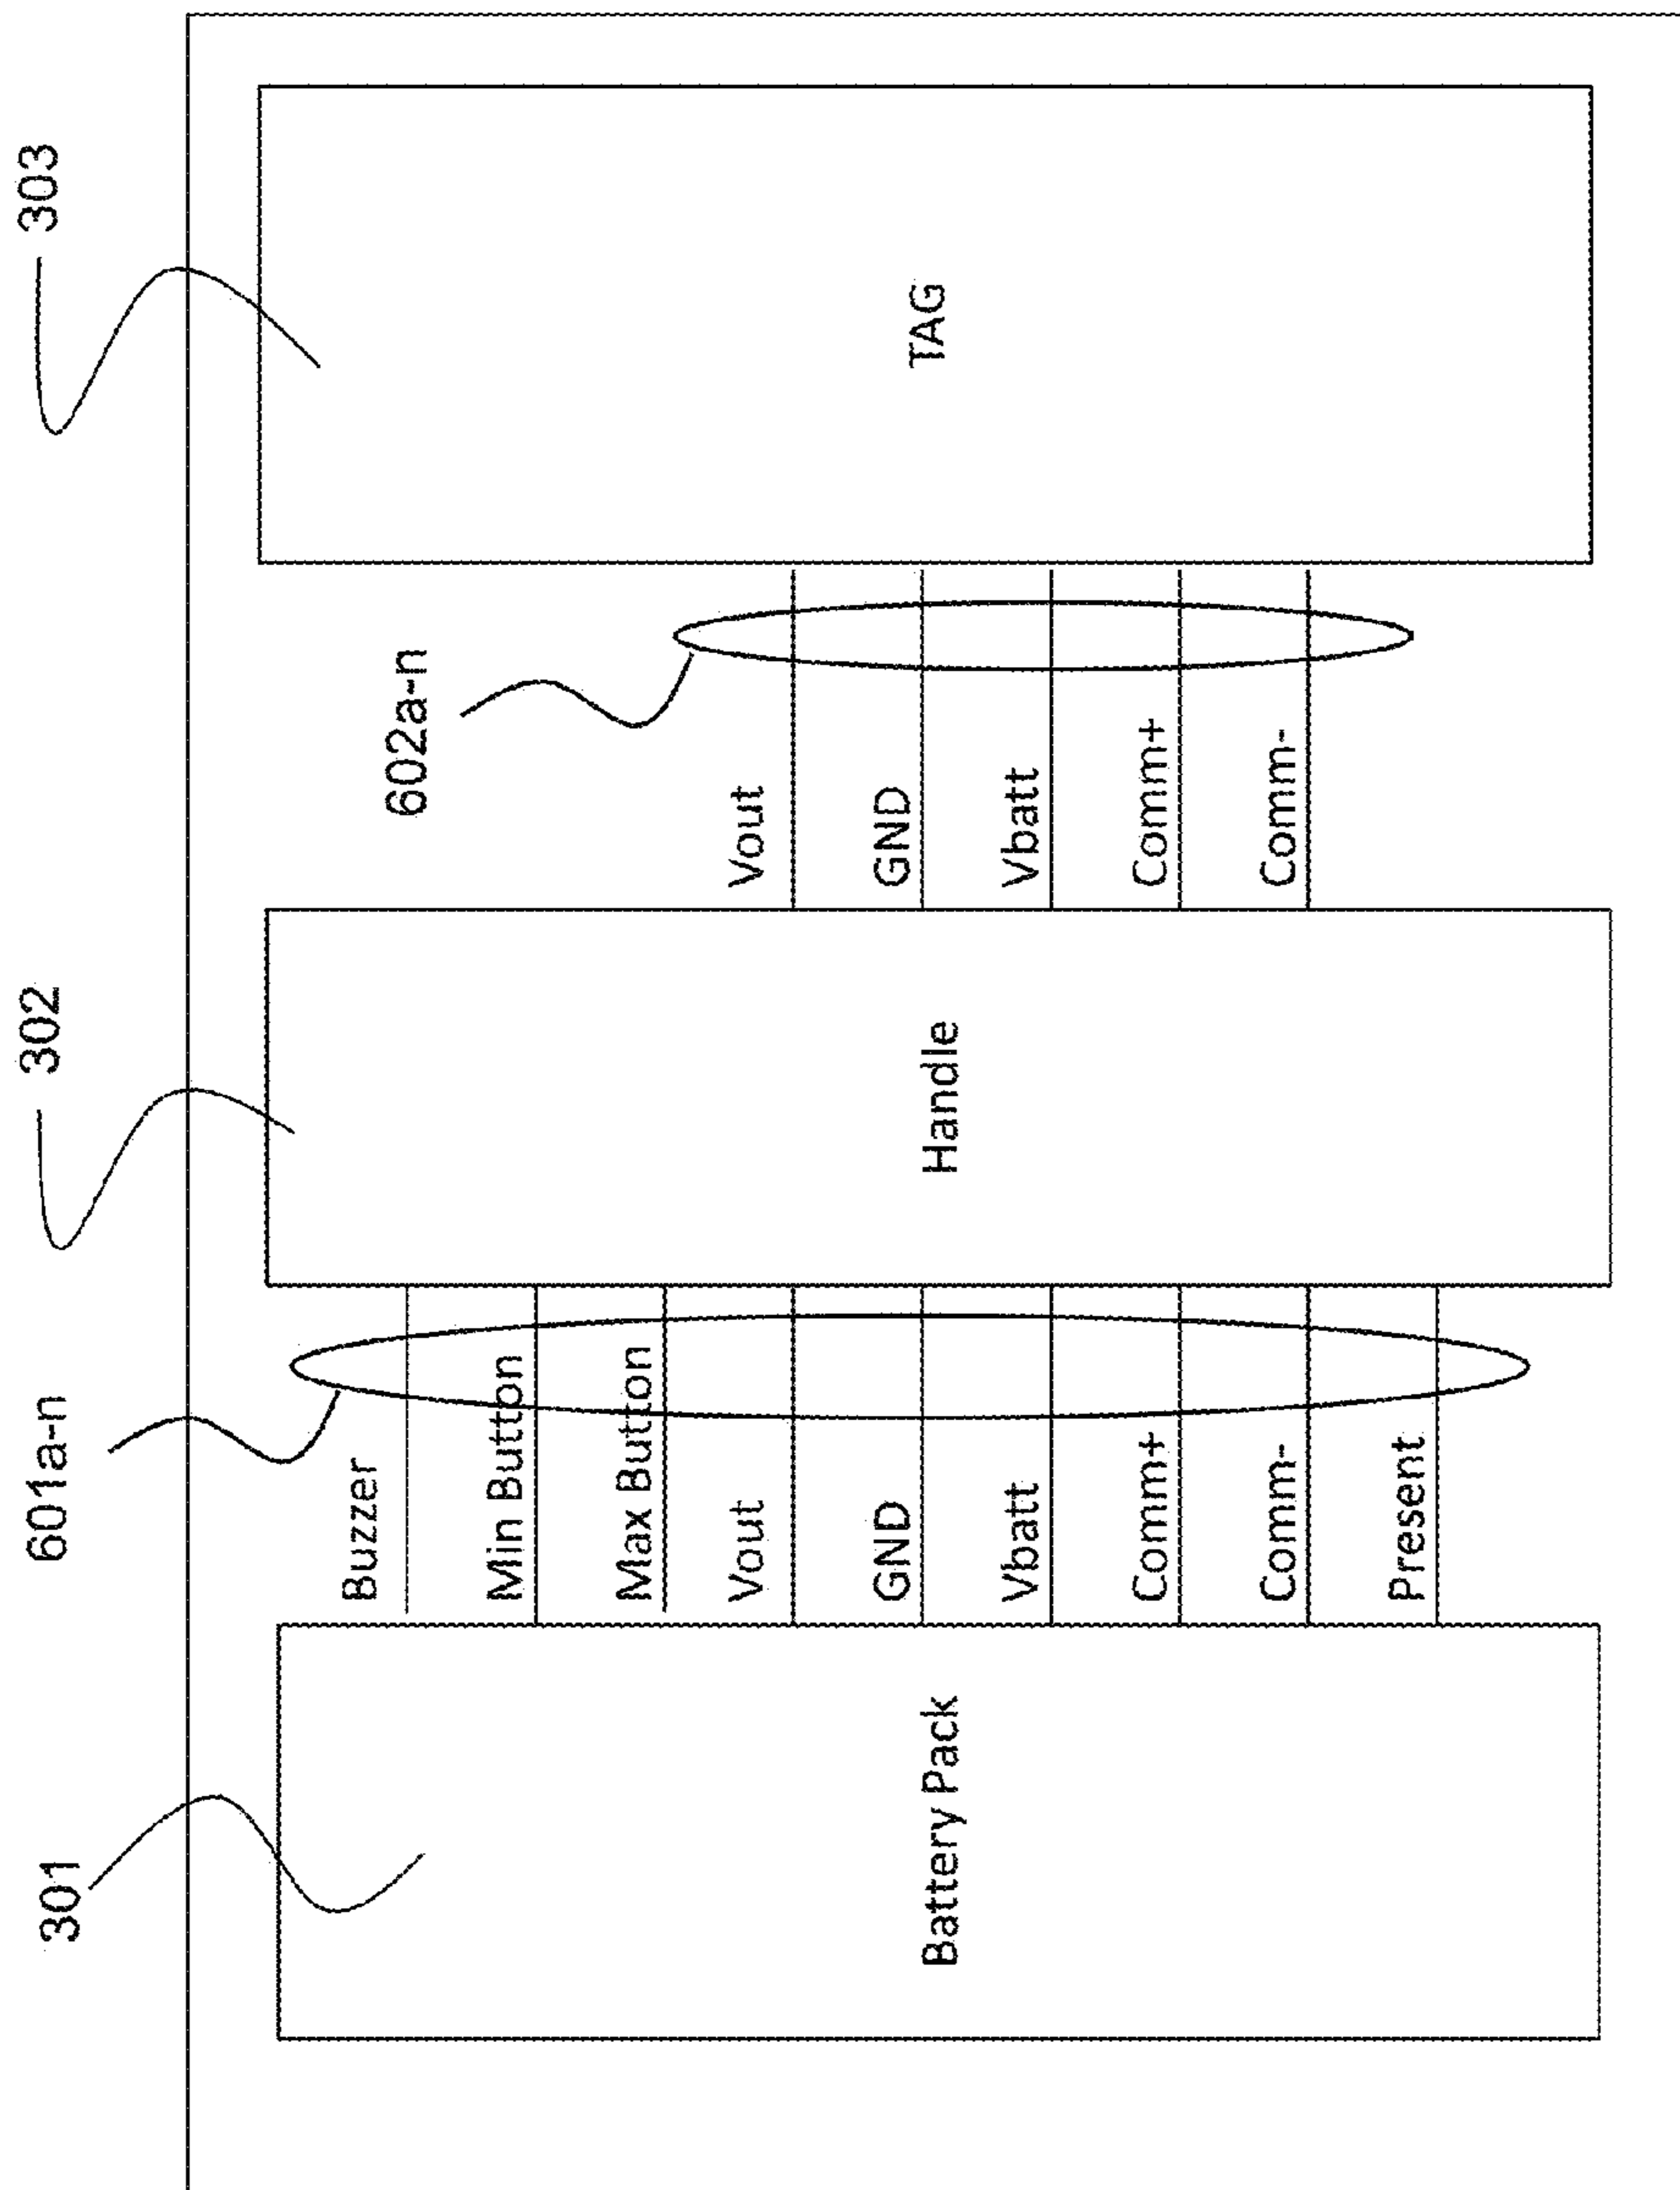 301
601a-n
302
602a-n
303
Buzzer
Min Button
Max Button
Vout
GND
Vbatt
Comm+
Comm-
Present
Vout
GND
Vbatt
Comm+
Comm-
Battery Pack
Handle
TAG